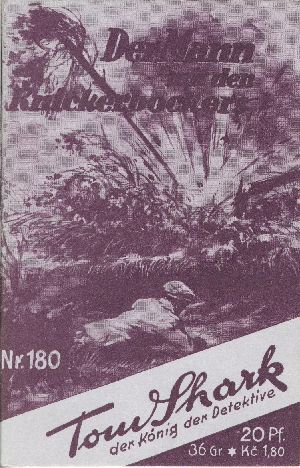 Der Mann
mit den
Knickerbockers
Nr. 180
Tom Shark
der König der Detektive
20 Pf.
36 Gr ★ Kč 1,80